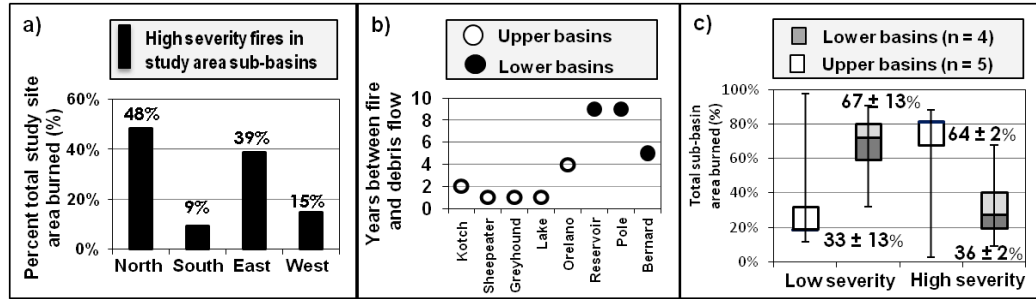 a)
High severity fires in
study area sub-basins
Percent total study site
area burned (%)
60%
40%
20%
0%
48%
9%
39%
15%
North South East West
b)
Upper basins
Lower basins
Years between fire
and debris flow
10
8
6
4
2
0
Kotch
Sheepeater
Greyhound
Lake
Orelano
Reservoir
Pole
Bernard
c)
Lower basins (n = 4)
Upper basins (n = 5)
Total sub-basin
area burned (%)
100%
80%
60%
40%
20%
0%
67 ± 13%
64 ± 2%
33 ± 13%
36 ± 2%
Low severity High severity